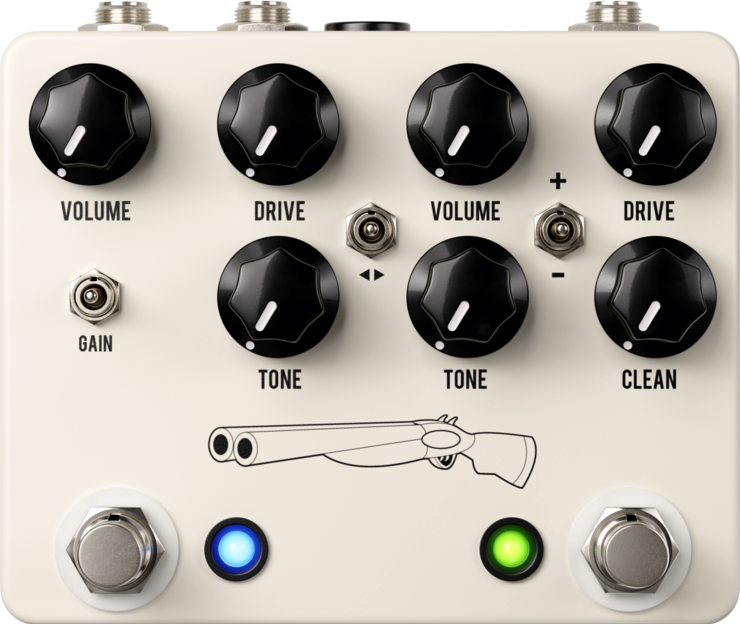 VOLUME DRIVE VOLUME DRIVE
+
-
GAIN
TONE TONE CLEAN